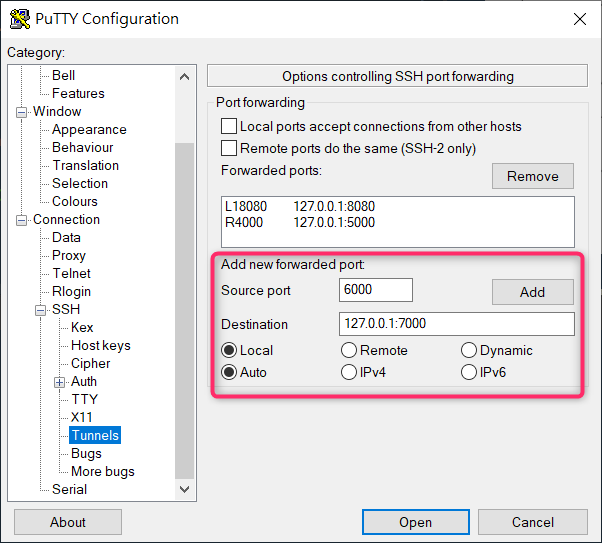 PuTTY Configuration
Category:
Bell
Features
Window
Appearance
Behaviour
Translation
Selection
Colours
Connection
Data
Proxy
Telnet
Rlogin
SSH
Kex
Host keys
Cipher
Auth
TTY
X11
Tunnels
Bugs
More bugs
Serial
Options controlling SSH port forwarding
Port forwarding
Local ports accept connections from other hosts
Remote ports do the same (SSH-2 only)
Forwarded ports:
Remove
L18080 127.0.0.1:8080
R4000 127.0.0.1:5000
Add new forwarded port:
Source port 6000 Add
Destination 127.0.0.1:7000
Local Remote Dynamic
Auto IPv4 IPv6
About Open Cancel